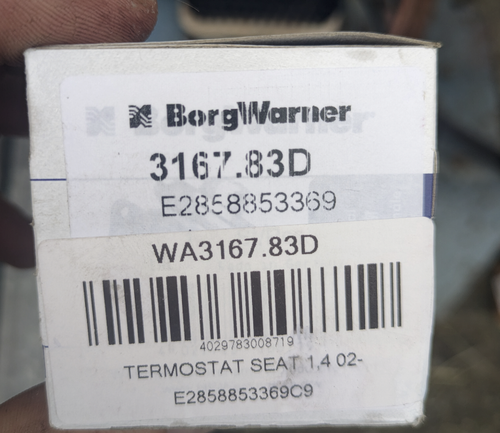 BorgWarner
3167.83D
E2858853369
WA3167.83D
4029783008719
TERMOSTAT SEAT 1,4 02-
E2858853369C9